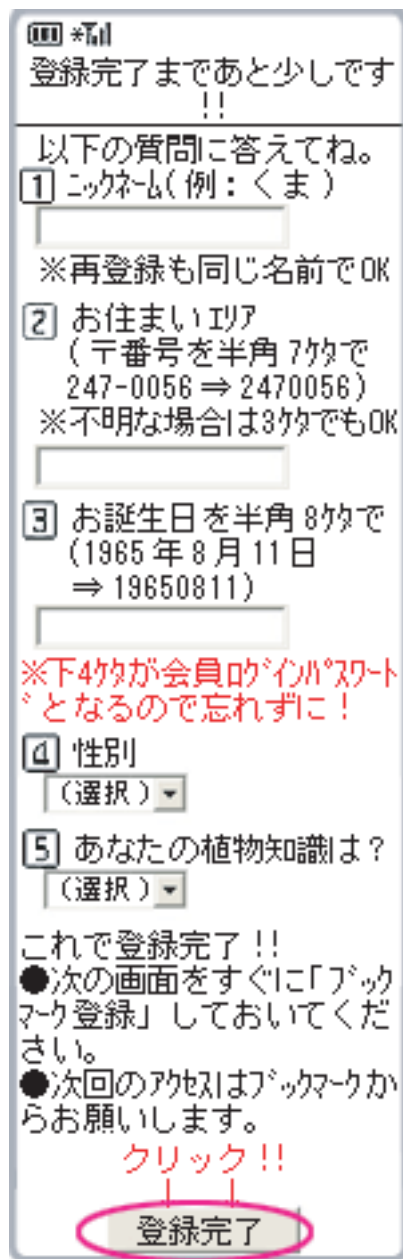 登録完了まであと少しです
!!
以下の質問に答えてね。
1 ﾆｯｸﾈｰﾑ(例：くま)
※再登録も同じ名前でOK
2 お住まいｴﾘｱ
(〒番号を半角7ｹﾀで
247-0056⇒2470056)
※不明な場合は3ｹﾀでもOK
3 お誕生日を半角8ｹﾀで
(1965年8月11日
⇒19650811)
※下4ｹﾀが会員ﾛｸﾞｲﾝﾊﾟｽﾜｰﾄ
ﾞとなるので忘れずに！
4 性別
(選択)
5 あなたの植物知識は？
(選択)
これで登録完了!!
●次の画面をすぐに「ﾌﾞｯｸ
ﾏｰｸ登録」しておいてくだ
さい。
●次回のｱｸｾｽはﾌﾞｯｸﾏｰｸか
らお願いします。
クリック!!
登録完了